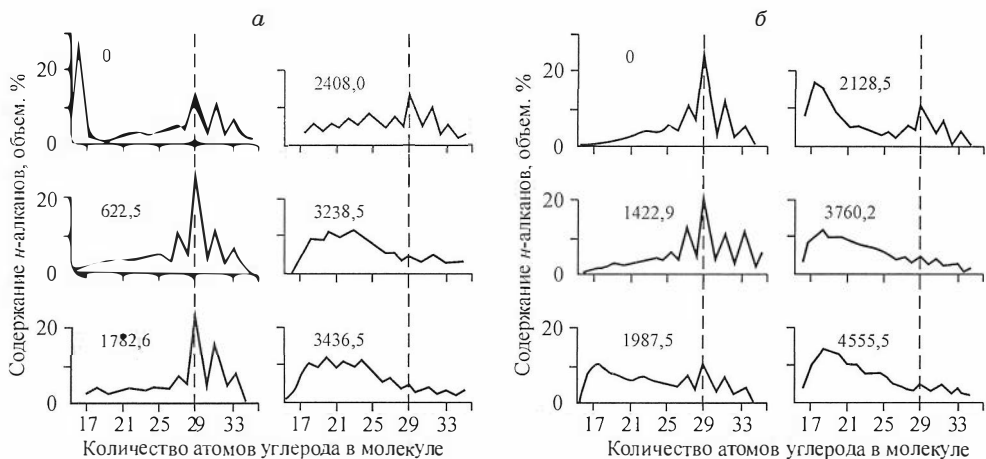 а
б
Содержание н-алканов, объем. %
20
0
0
2408,0
20
0
622,5
3238,5
20
0
1782,6
3436,5
17 21 25 29 33
17 21 25 29 33
Количество атомов углерода в молекуле
Содержание н-алканов, объем. %
20
0
0
2128,5
20
0
1422,9
3760,2
20
0
1987,5
4555,5
17 21 25 29 33
17 21 25 29 33
Количество атомов углерода в молекуле